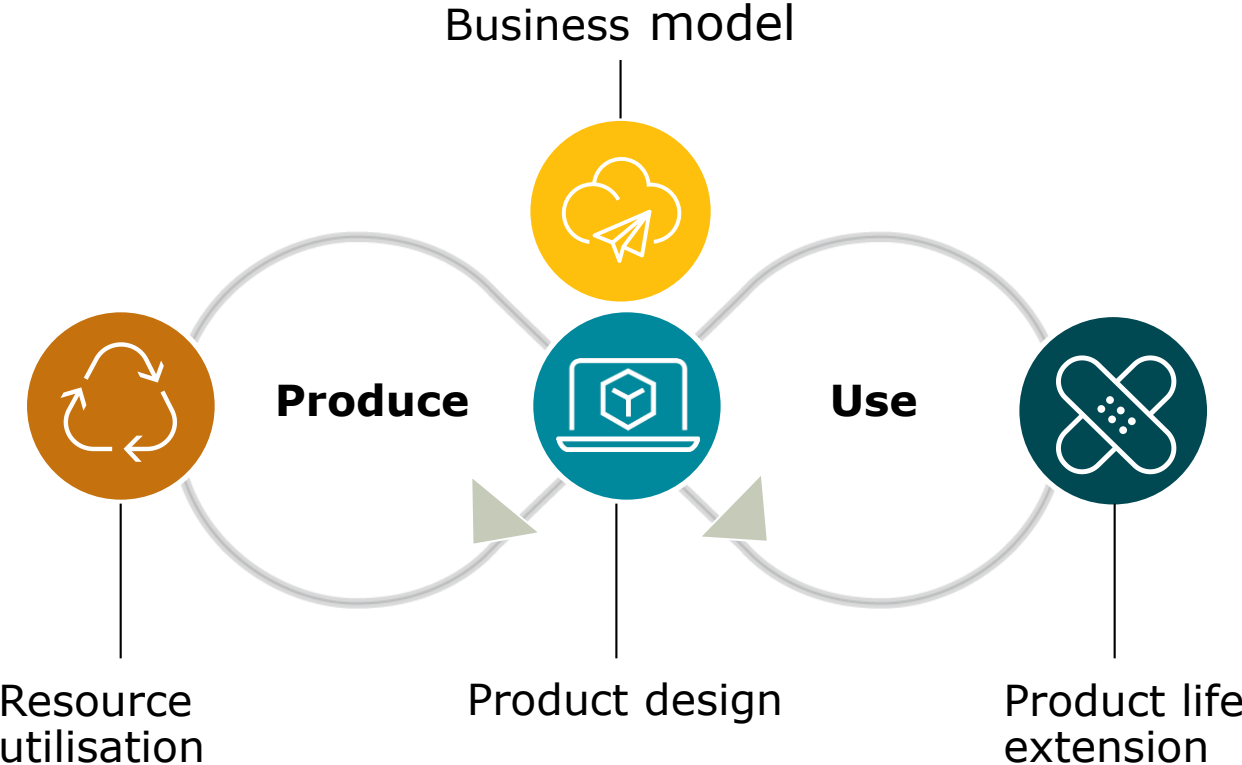 Business model
Produce
Use
Resource
utilisation
Product design
Product life
extension